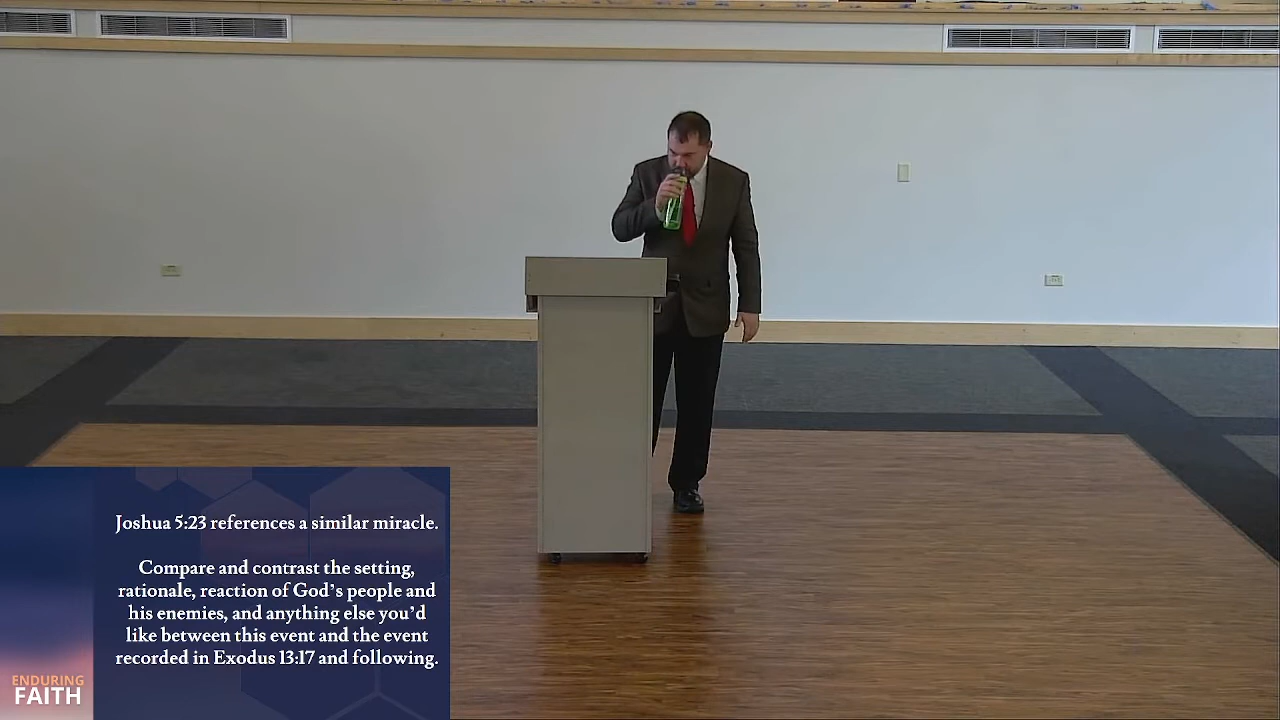 Joshua 5:23 references a similar miracle.
Compare and contrast the setting,
rationale, reaction of God's people and
his enemies, and anything else you'd
like between this event and the event
recorded in Exodus 13:17 and following.
ENDURING
FAITH